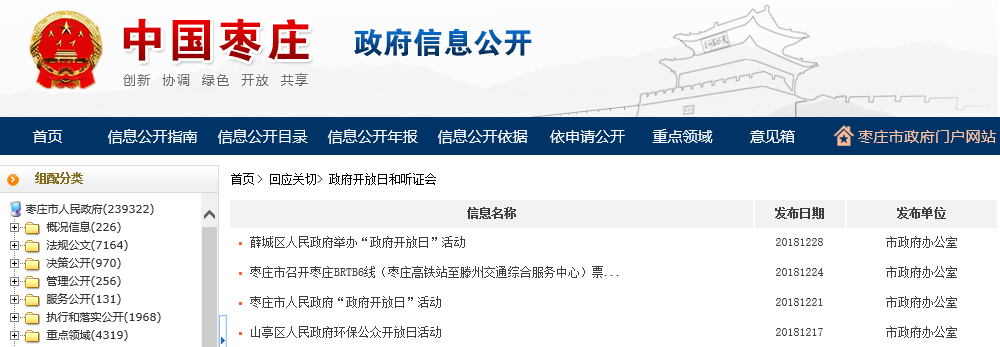 中国枣庄
创新 协调 绿色 开放 共享
政府信息公开
首页 信息公开指南 信息公开目录 信息公开年报 信息公开依据 依申请公开 重点领域 意见箱 枣庄市政府门户网站
组配分类
枣庄市人民政府(239322)
概况信息(226)
法规公文(7164)
决策公开(970)
管理公开(256)
服务公开(131)
执行和落实公开(1968)
重点领域(4319)
首页> 回应关切> 政府开放日和听证会
信息名称 发布日期 发布单位
薛城区人民政府举办“政府开放日”活动 20181228 市政府办公室
枣庄市召开枣庄BRTB6线（枣庄高铁站至滕州交通综合服务中心）票... 20181224 市政府办公室
枣庄市人民政府“政府开放日”活动 20181221 市政府办公室
山亭区人民政府环保公众开放日活动 20181217 市政府办公室